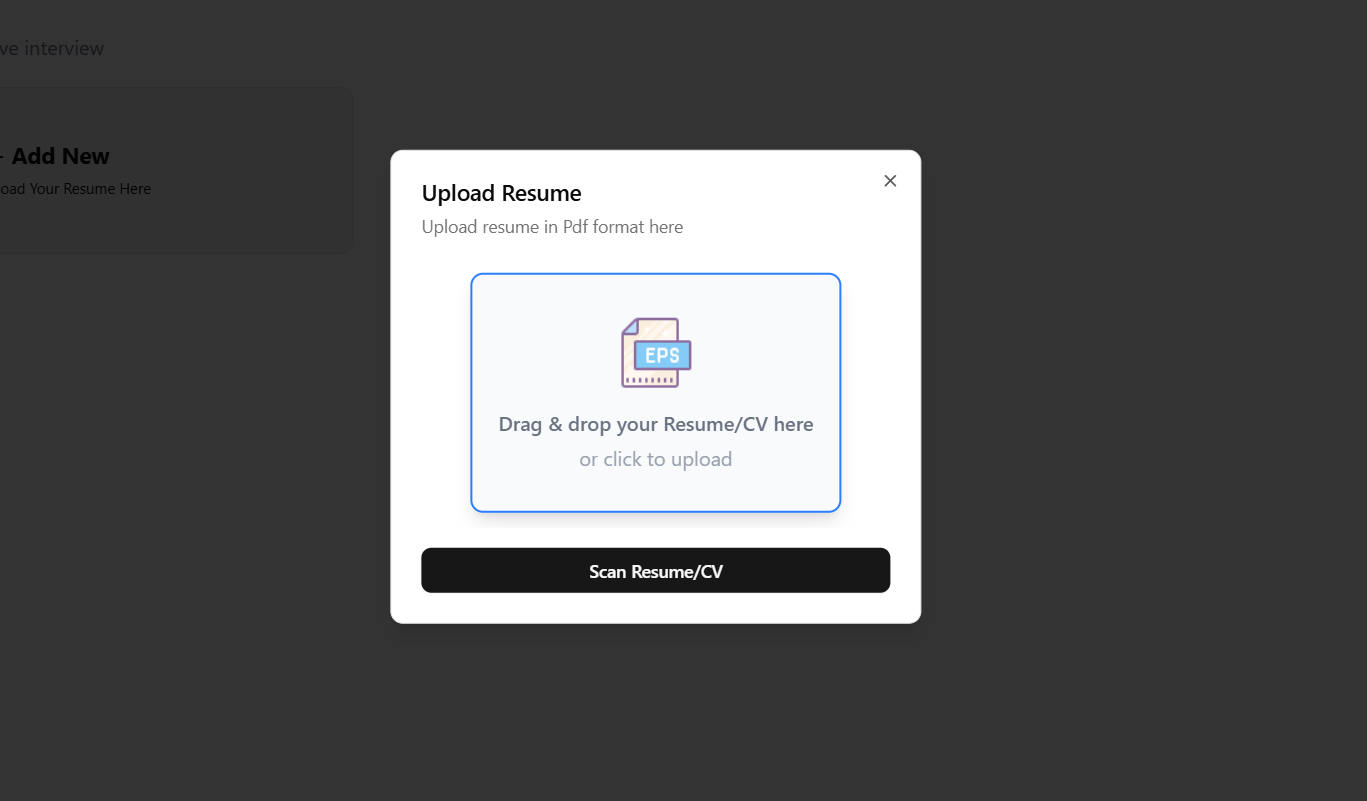 ve interview
Add New
oad Your Resume Here
Upload Resume
Upload resume in Pdf format here
EPS
Drag & drop your Resume/CV here
or click to upload
Scan Resume/CV